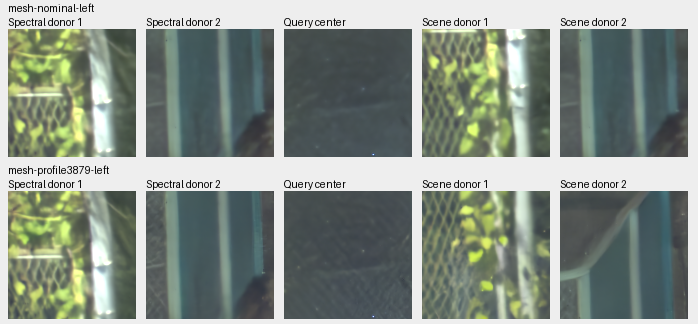 mesh-nominal-left
Spectral donor 1 Spectral donor 2 Query center Scene donor 1 Scene donor 2
mesh-profile3879-left
Spectral donor 1 Spectral donor 2 Query center Scene donor 1 Scene donor 2